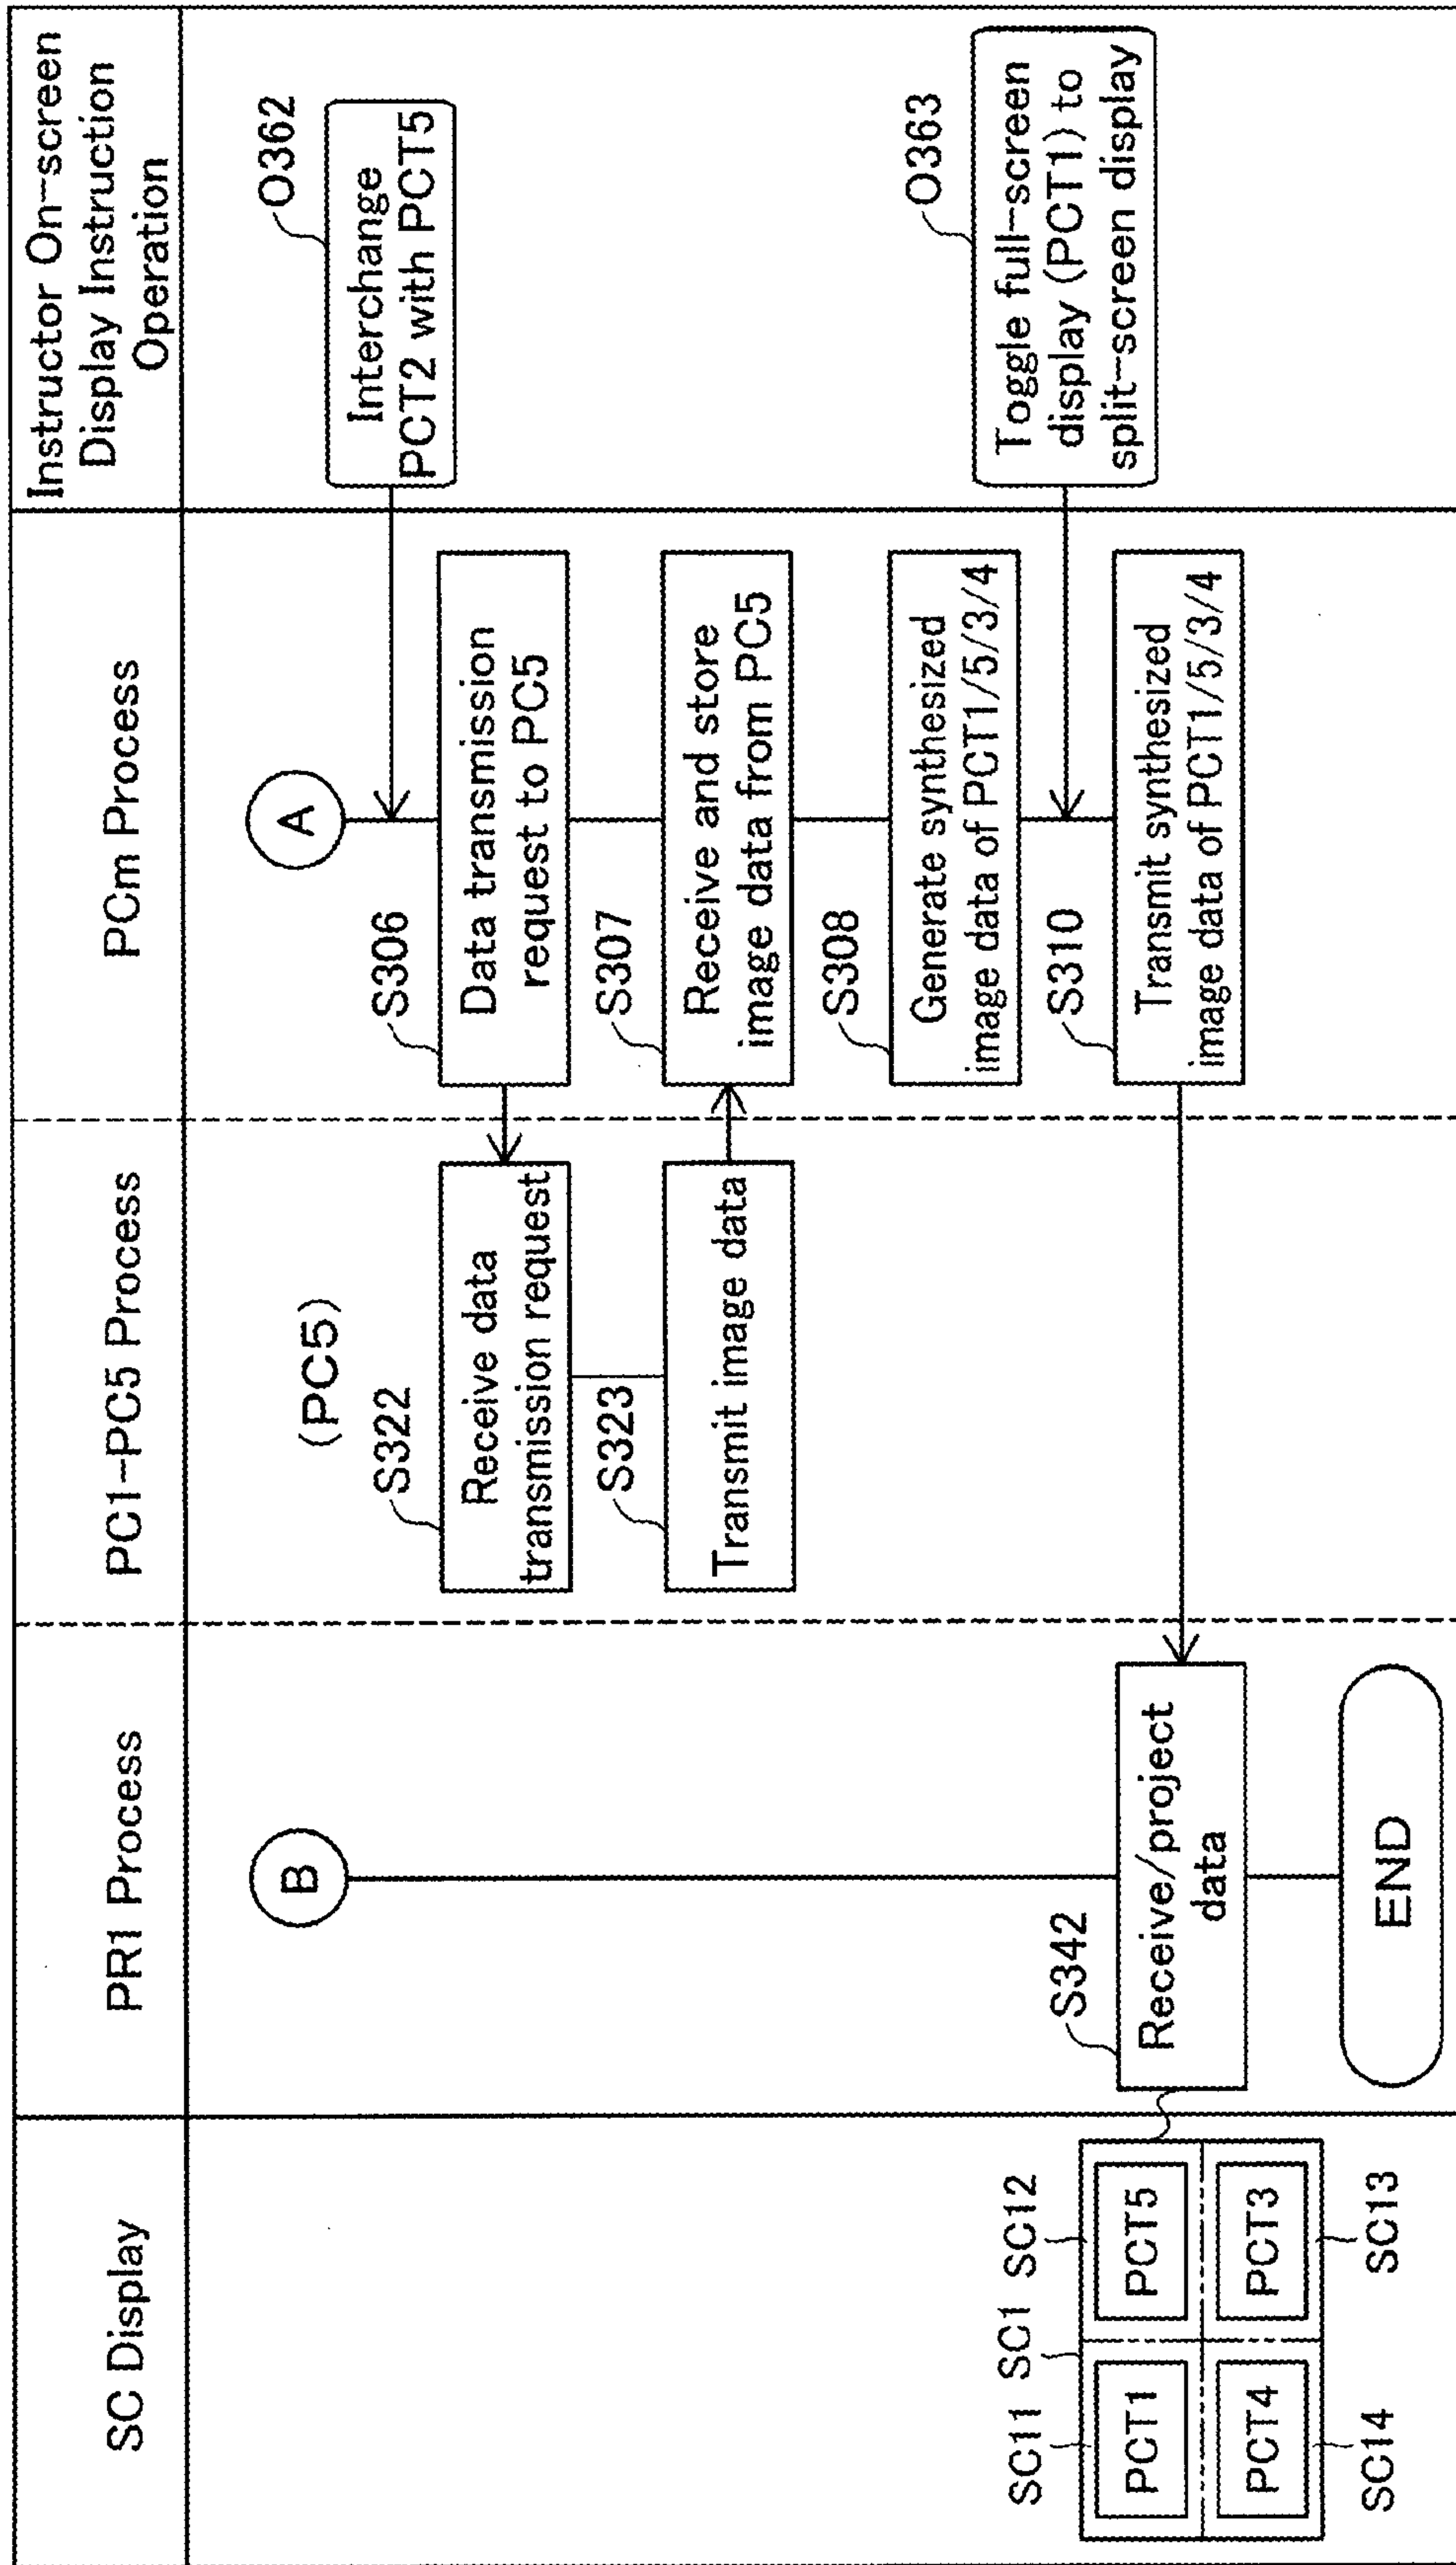 SC Display
PR1 Process
PC1-PC5 Process
PCm Process
Instructor On-screen
Display Instruction
Operation
B
A
(PC5)
O362
Interchange
PCT2 with PCT5
S322
Receive data
transmission request
S306
Data transmission
request to PC5
S323
Transmit image data
S307
Receive and store
image data from PC5
S308
Generate synthesized
image data of PCT1/5/3/4
O363
Toggle full-screen
display (PCT1) to
split-screen display
SC11
SC1
SC12
PCT1
PCT5
PCT4
PCT3
SC14
SC13
S342
Receive/project
data
S310
Transmit synthesized
image data of PCT1/5/3/4
END